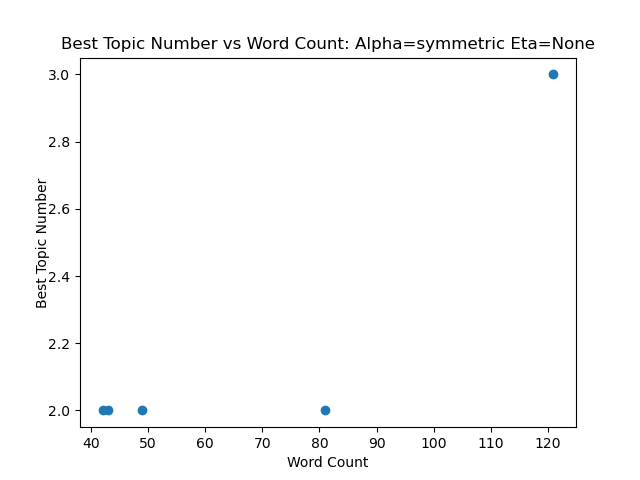 Best Topic Number vs Word Count: Alpha=symmetric Eta=None
3.0
2.8
2.6
2.4
2.2
2.0
Best Topic Number
40 50 60 70 80 90 100 110 120
Word Count